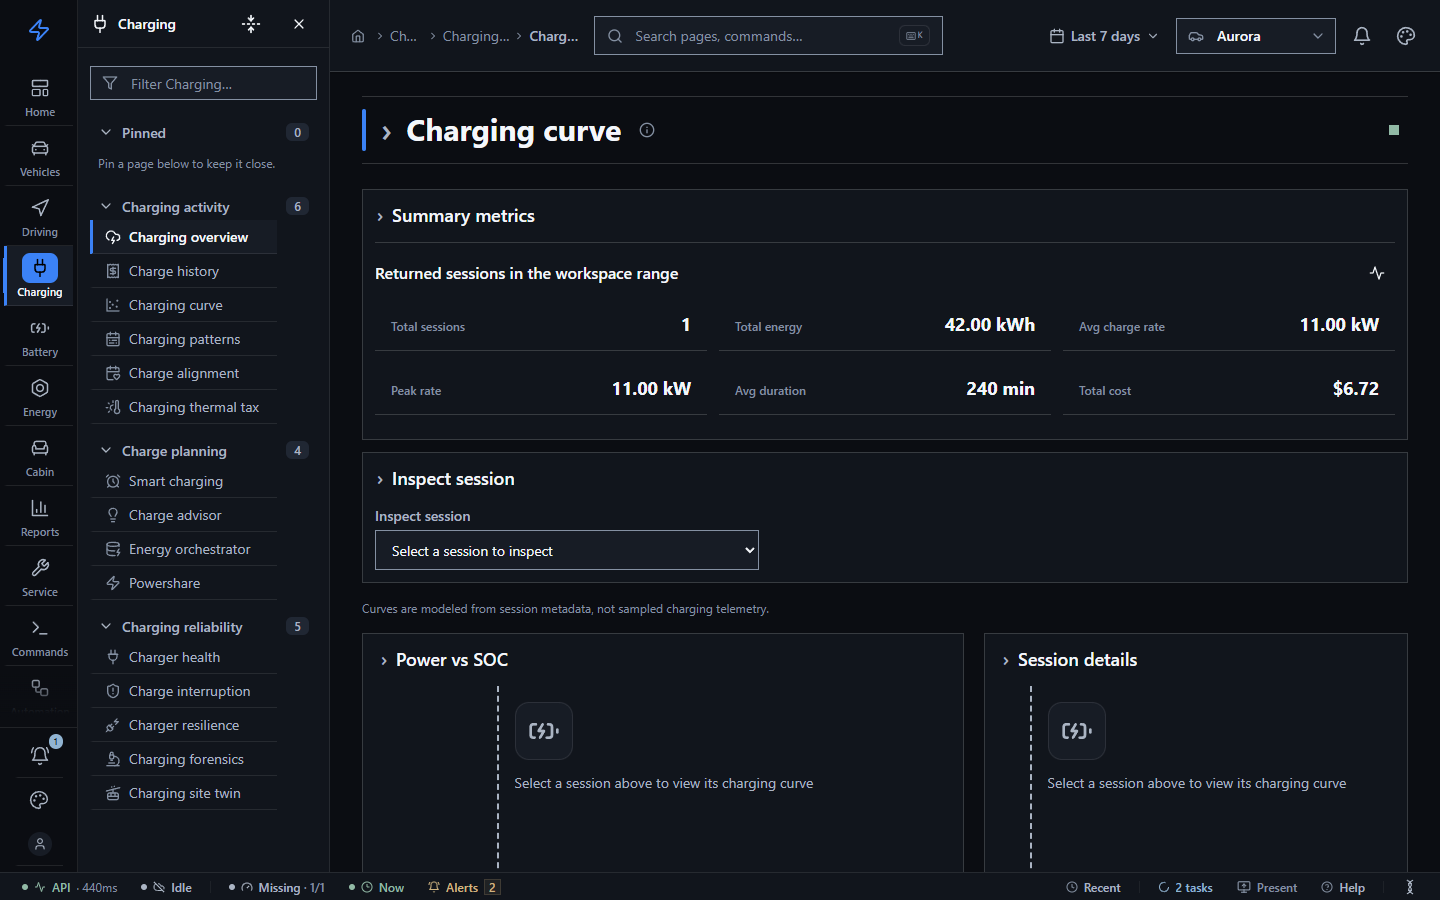 Home
Vehicles
Driving
Charging
Battery
Energy
Cabin
Reports
Service
Commands
1
Charging
Filter Charging...
Pinned 0
Pin a page below to keep it close.
Charging activity 6
Charging overview
Charge history
Charging curve
Charging patterns
Charge alignment
Charging thermal tax
Charge planning 4
Smart charging
Charge advisor
Energy orchestrator
Powershare
Charging reliability 5
Charger health
Charge interruption
Charger resilience
Charging forensics
Charging site twin
Ch... Charging... Charg...
Search pages, commands... K
Last 7 days
Aurora
Charging curve
Summary metrics
Returned sessions in the workspace range
Total sessions 1
Total energy 42.00 kWh
Avg charge rate 11.00 kW
Peak rate 11.00 kW
Avg duration 240 min
Total cost $6.72
Inspect session
Inspect session
Select a session to inspect
Curves are modeled from session metadata, not sampled charging telemetry.
Power vs SOC
Select a session above to view its charging curve
Session details
Select a session above to view its charging curve
API · 440ms
Idle
Missing · 1/1
Now
Alerts 2
Recent
2 tasks
Present
Help